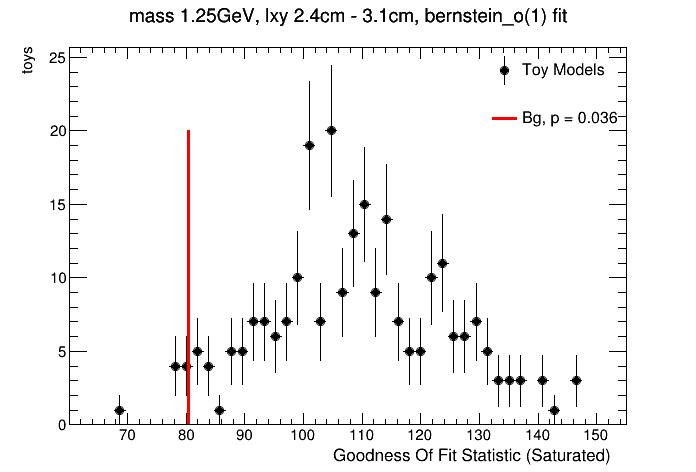 mass 1.25GeV, lxy 2.4cm - 3.1cm, bernstein_o(1) fit
toys
25
20
15
10
5
0
Toy Models
Bg, p = 0.036
70 80 90 100 110 120 130 140 150
Goodness Of Fit Statistic (Saturated)